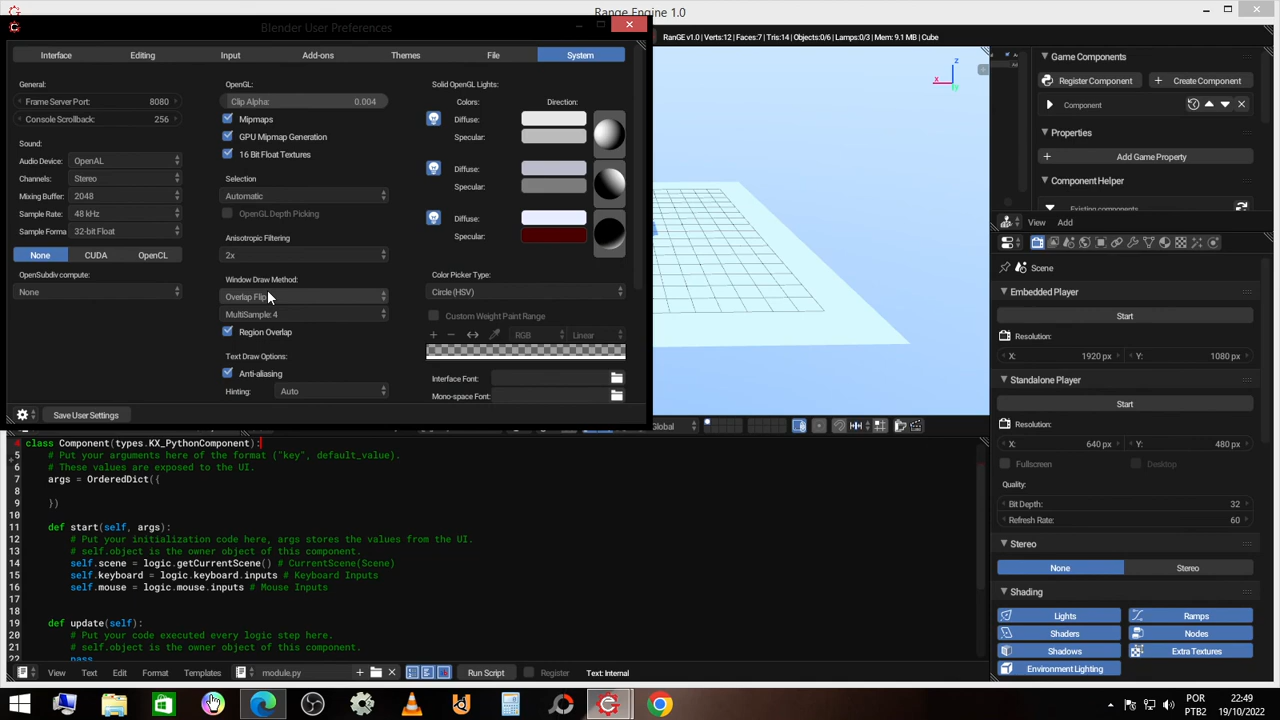 Range Engine 1.0
Blender User Preferences
RanGE v1.0 | Verts:12 | Faces:7 | Tris:14 | Objects:0/6 | Lamps:0/3 | Mem: 9.1 MB | Cube
Interface
Editing
Input
Add-ons
Themes
File
System
General:
Frame Server Port: 8080
Console Scrollback: 256
Sound:
Audio Device: OpenAL
Channels: Stereo
Mixing Buffer: 2048
Sample Rate: 48 kHz
Sample Forma 32-bit Float
None
CUDA
OpenCL
OpenSubdiv compute:
None
OpenGL:
Clip Alpha: 0.004
Mipmaps
GPU Mipmap Generation
16 Bit Float Textures
Selection
Automatic
OpenGL Depth Picking
Anisotropic Filtering
2x
Window Draw Method:
Overlap Flip
MultiSample: 4
Region Overlap
Text Draw Options:
Anti-aliasing
Hinting: Auto
Solid OpenGL Lights:
Colors: Direction:
Diffuse:
Specular:
Diffuse:
Specular:
Diffuse:
Specular:
Color Picker Type:
Circle (HSV)
Custom Weight Paint Range
RGB Linear
Interface Font:
Mono-space Font:
Save User Settings
x
z
Global
4 class Component(types.KX_PythonComponent):
5 # Put your arguments here of the format ("key", default_value).
6 # These values are exposed to the UI.
7 args = OrderedDict({
8
9 })
10
11 def start(self, args):
12 # Put your initialization code here, args stores the values from the UI.
13 # self.object is the owner object of this component.
14 self.scene = logic.getCurrentScene() # CurrentScene(Scene)
15 self.keyboard = logic.keyboard.inputs # Keyboard Inputs
16 self.mouse = logic.mouse.inputs # Mouse Inputs
17
18
19 def update(self):
20 # Put your code executed every logic step here.
21 # self.object is the owner object of this component.
22 pass
View
Text
Edit
Format
Templates
module.py
Run Script
Register
Text: Internal
Game Components
Register Component
Create Component
Component
Properties
Add Game Property
Component Helper
Existing components
View
Add
Scene
Embedded Player
Start
Resolution:
X: 1920 px
Y: 1080 px
Standalone Player
Start
Resolution:
X: 640 px
Y: 480 px
Fullscreen
Desktop
Quality:
Bit Depth: 32
Refresh Rate: 60
Stereo
None
Stereo
Shading
Lights
Ramps
Shaders
Nodes
Shadows
Extra Textures
Environment Lighting
POR
PTB2
22:49
19/10/2022